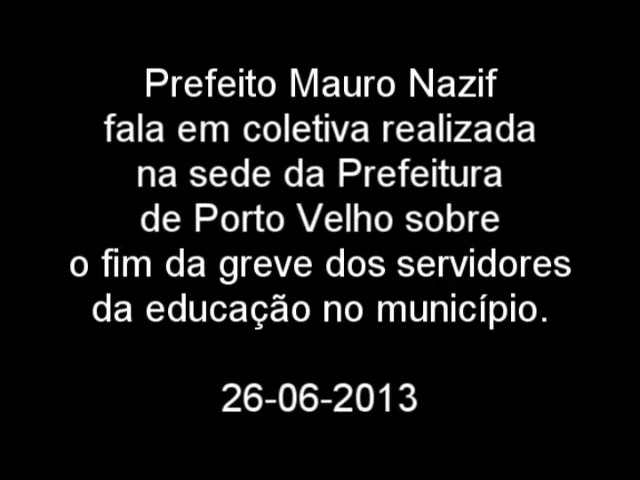 Prefeito Mauro Nazif
fala em coletiva realizada
na sede da Prefeitura
de Porto Velho sobre
o fim da greve dos servidores
da educação no município.
26-06-2013